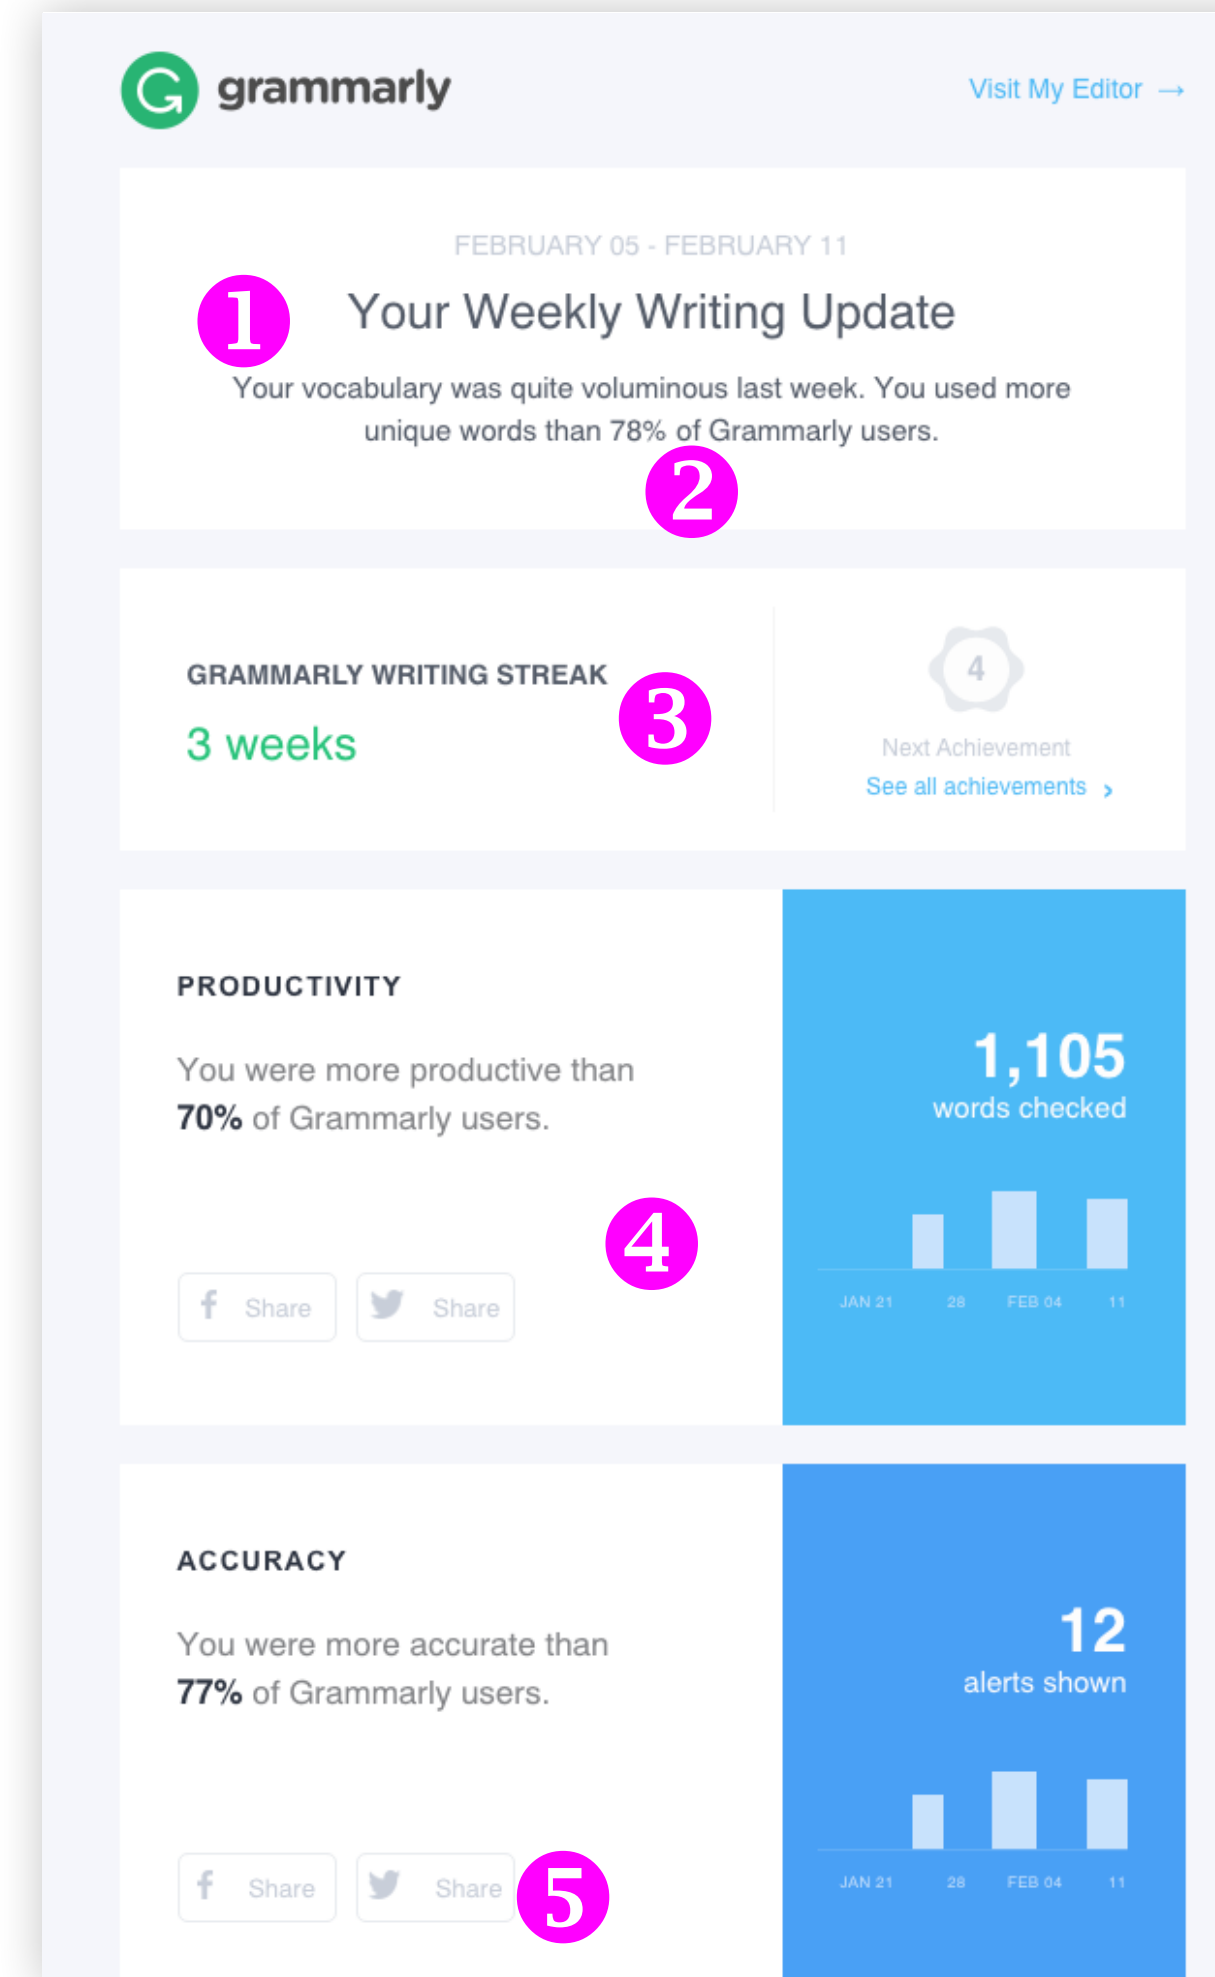 grammarly
Visit My Editor →
FEBRUARY 05 - FEBRUARY 11
1
Your Weekly Writing Update
Your vocabulary was quite voluminous last week. You used more
unique words than 78% of Grammarly users.
2
GRAMMARLY WRITING STREAK
3 weeks
3
4
Next Achievement
See all achievements ›
PRODUCTIVITY
You were more productive than
70% of Grammarly users.
4
f Share
Share
1,105
words checked
JAN 21 28 FEB 04 11
ACCURACY
You were more accurate than
77% of Grammarly users.
f Share
Share
5
12
alerts shown
JAN 21 28 FEB 04 11